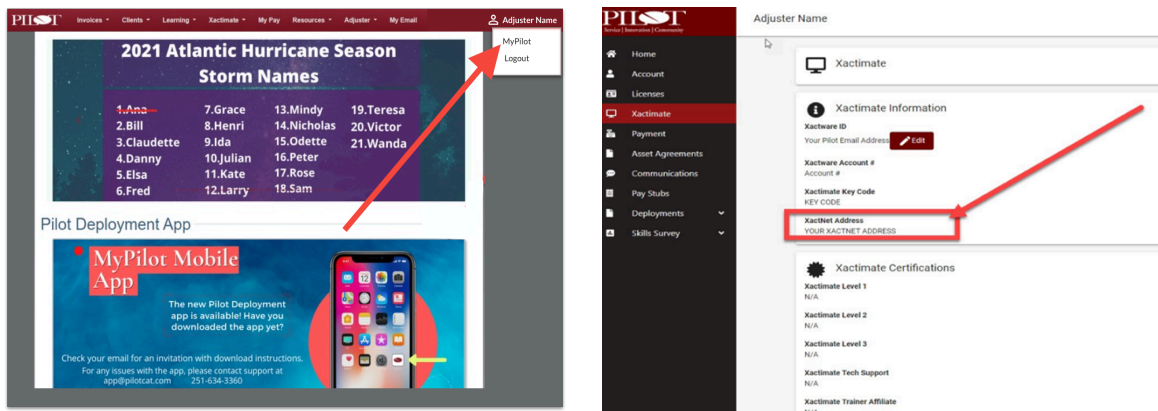 PILOT Invoices Clients Learning Xactimate My Pay Resources Adjuster My Email Adjuster Name
MyPilot
Logout
2021 Atlantic Hurricane Season
Storm Names
1.Ana 7.Grace 13.Mindy 19.Teresa
2.Bill 8.Henri 14.Nicholas 20.Victor
3.Claudette 9.Ida 15.Odette 21.Wanda
4.Danny 10.Julian 16.Peter
5.Elsa 11.Kate 17.Rose
6.Fred 12.Larry 18.Sam
Pilot Deployment App
MyPilot Mobile
App
The new Pilot Deployment
app is available! Have you
downloaded the app yet?
Check your email for an invitation with download instructions.
For any issues with the app, please contact support at
app@pilotcat.com 251-634-3360
PILOT
Service | Innovation | Community
Home
Account
Licenses
Xactimate
Payment
Asset Agreements
Communications
Pay Stubs
Deployments
Skills Survey
Adjuster Name
Xactimate
Xactimate Information
Xactware ID
Your Pilot Email Address Edit
Xactware Account #
Account #
Xactimate Key Code
KEY CODE
XactNet Address
YOUR XACTNET ADDRESS
Xactimate Certifications
Xactimate Level 1
N/A
Xactimate Level 2
N/A
Xactimate Level 3
N/A
Xactimate Tech Support
N/A
Xactimate Trainer Affiliate